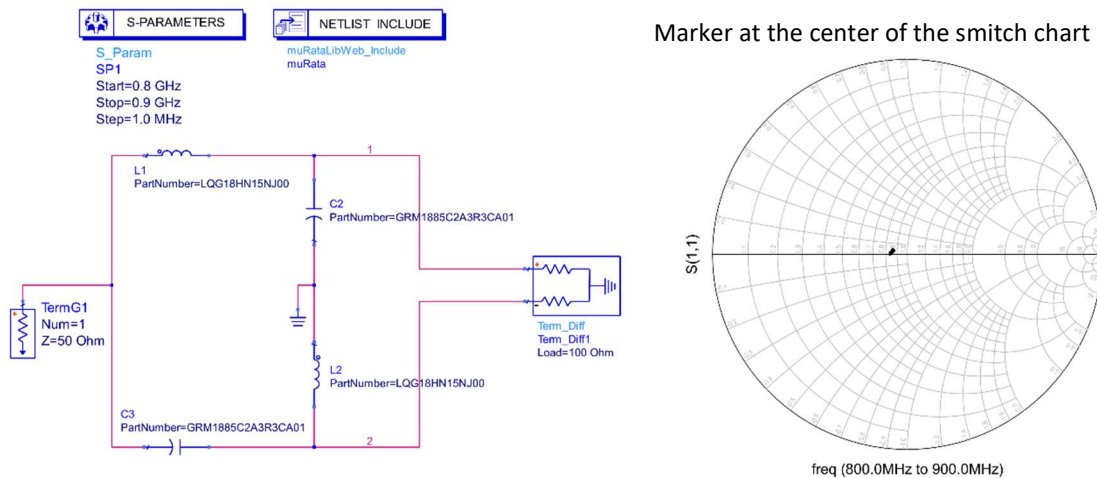 S-PARAMETERS
S_Param
SP1
Start=0.8 GHz
Stop=0.9 GHz
Step=1.0 MHz
NETLIST INCLUDE
muRataLibWeb_Include
muRata
L1
PartNumber=LQG18HN15NJ00
1
C2
PartNumber=GRM1885C2A3R3CA01
TermG1
Num=1
Z=50 Ohm
Term_Diff
Term_Diff1
Load=100 Ohm
L2
PartNumber=LQG18HN15NJ00
C3
PartNumber=GRM1885C2A3R3CA01
2
Marker at the center of the smitch chart
S(1,1)
freq (800.0MHz to 900.0MHz)